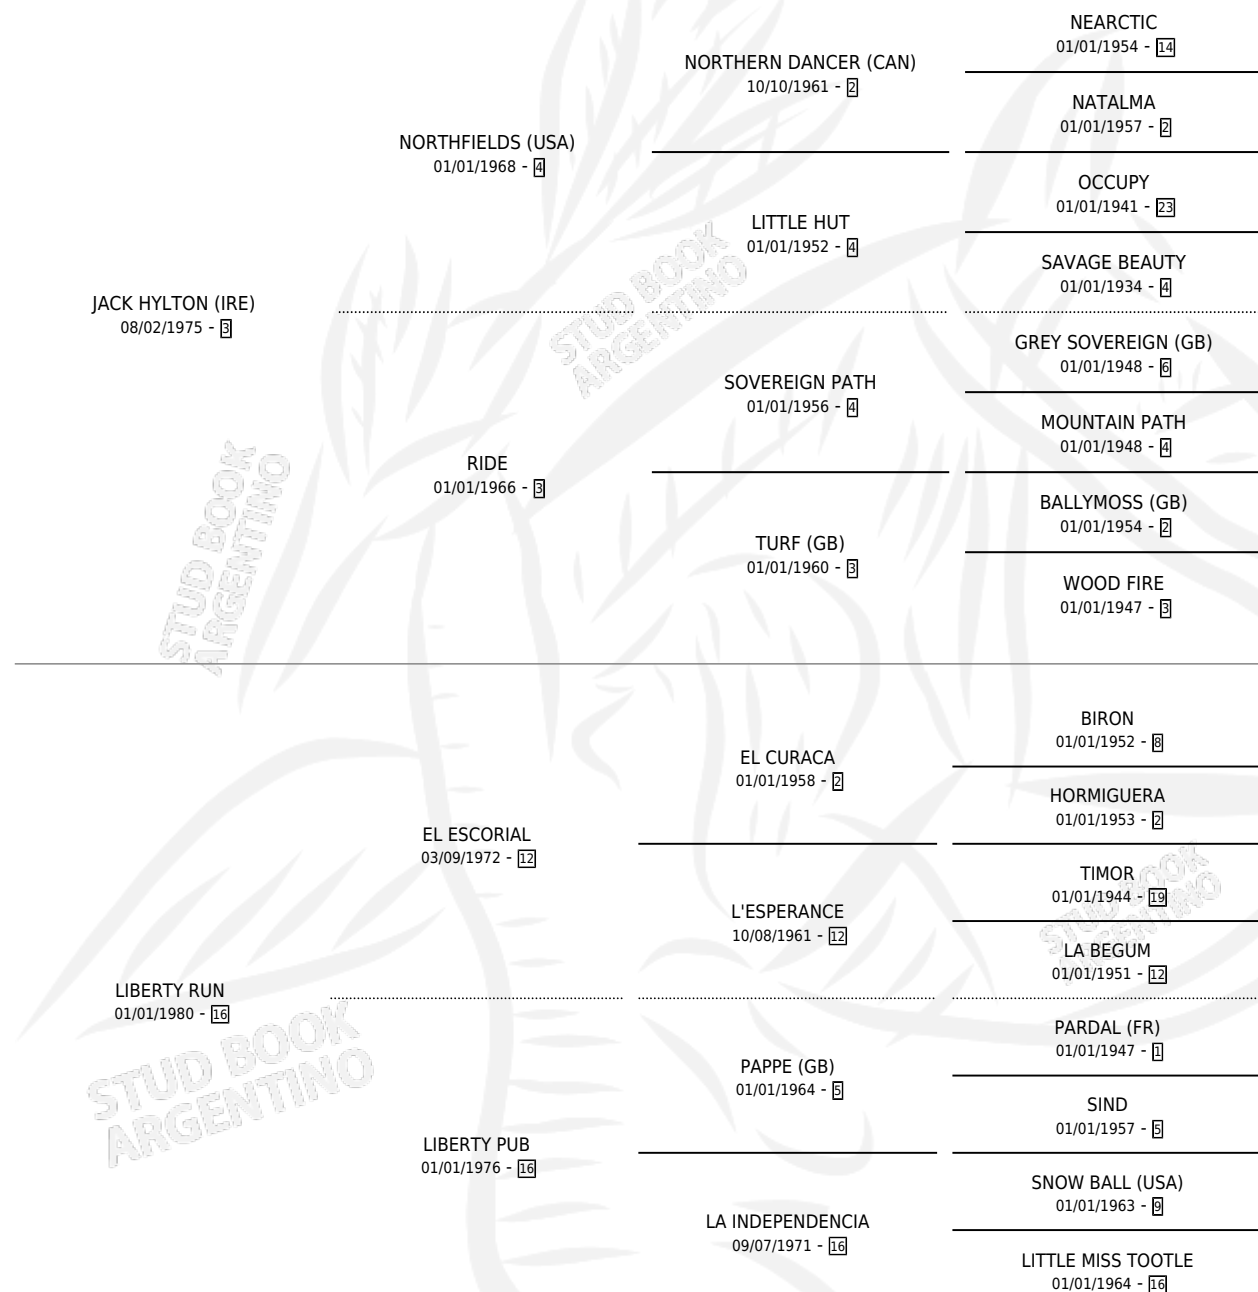 NEARCTIC
01/01/1954 - 14
NORTHERN DANCER (CAN)
10/10/1961 - 2
NATALMA
01/01/1957 - 2
NORTHFIELDS (USA)
01/01/1968 - 4
OCCUPY
01/01/1941 - 23
LITTLE HUT
01/01/1952 - 4
SAVAGE BEAUTY
01/01/1934 - 4
JACK HYLTON (IRE)
08/02/1975 - 3
GREY SOVEREIGN (GB)
01/01/1948 - 6
SOVEREIGN PATH
01/01/1956 - 4
MOUNTAIN PATH
01/01/1948 - 4
RIDE
01/01/1966 - 3
BALLYMOSS (GB)
01/01/1954 - 2
TURF (GB)
01/01/1960 - 3
WOOD FIRE
01/01/1947 - 3
BIRON
01/01/1952 - 8
EL CURACA
01/01/1958 - 2
HORMIGUERA
01/01/1953 - 2
EL ESCORIAL
03/09/1972 - 12
TIMOR
01/01/1944 - 19
L'ESPERANCE
10/08/1961 - 12
LA BEGUM
01/01/1951 - 12
LIBERTY RUN
01/01/1980 - 16
PARDAL (FR)
01/01/1947 - 1
PAPPE (GB)
01/01/1964 - 5
SIND
01/01/1957 - 5
LIBERTY PUB
01/01/1976 - 16
SNOW BALL (USA)
01/01/1963 - 9
LA INDEPENDENCIA
09/07/1971 - 16
LITTLE MISS TOOTLE
01/01/1964 - 16
STUD BOOK
ARGENTINO
STUD BOOK
ARGENTINO
STUD BOOK
ARGENTINO
STUD BOOK
ARGENTINO